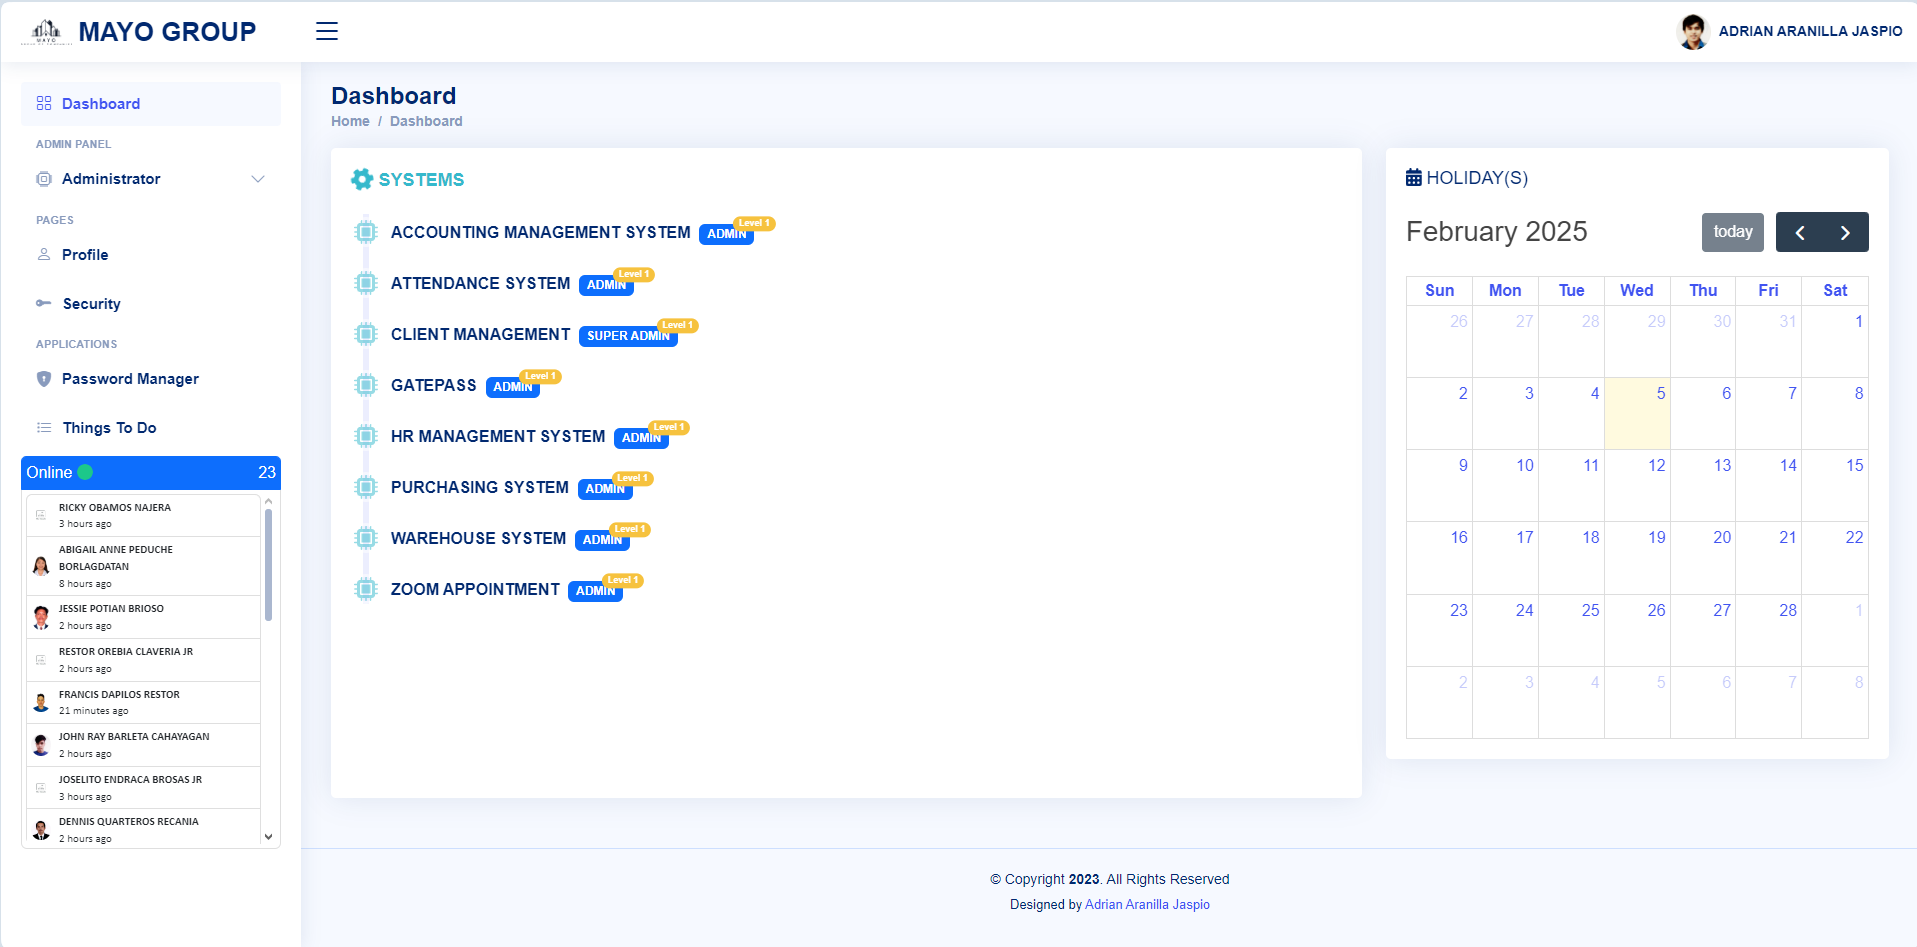 MAYO
MAYO GROUP
ADRIAN ARANILLA JASPIO
Dashboard
ADMIN PANEL
Administrator
PAGES
Profile
Security
APPLICATIONS
Password Manager
Things To Do
Online 23
RICKY OBAMOS NAJERA
3 hours ago
ABIGAIL ANNE PEDUCHE
BORLAGDATAN
8 hours ago
JESSIE POTIAN BRIOSO
2 hours ago
RESTOR OREBIA CLAVERIA JR
2 hours ago
FRANCIS DAPILOS RESTOR
21 minutes ago
JOHN RAY BARLETA CAHAYAGAN
2 hours ago
JOSELITO ENDRACA BROSAS JR
3 hours ago
DENNIS QUARTEROS RECANIA
2 hours ago
Dashboard
Home / Dashboard
SYSTEMS
ACCOUNTING MANAGEMENT SYSTEM ADMIN Level 1
ATTENDANCE SYSTEM ADMIN Level 1
CLIENT MANAGEMENT SUPER ADMIN Level 1
GATEPASS ADMIN Level 1
HR MANAGEMENT SYSTEM ADMIN Level 1
PURCHASING SYSTEM ADMIN Level 1
WAREHOUSE SYSTEM ADMIN Level 1
ZOOM APPOINTMENT ADMIN Level 1
HOLIDAY(S)
February 2025
today
Sun Mon Tue Wed Thu Fri Sat
26 27 28 29 30 31 1
2 3 4 5 6 7 8
9 10 11 12 13 14 15
16 17 18 19 20 21 22
23 24 25 26 27 28 1
2 3 4 5 6 7 8
© Copyright 2023. All Rights Reserved
Designed by Adrian Aranilla Jaspio